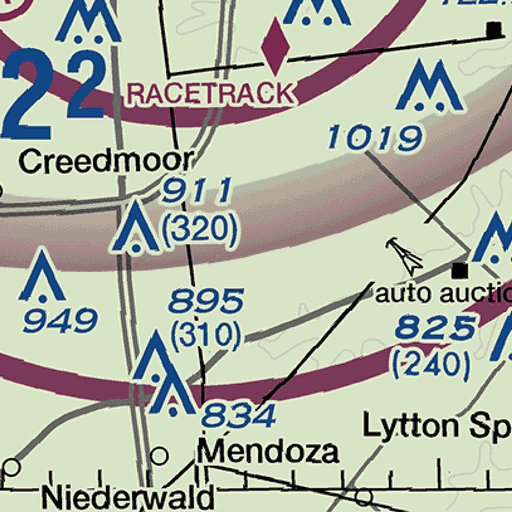 22
RACETRACK
1019
Creedmoor
911
(320)
949
895
(310)
auto auctio
825
(240)
834
Lytton Sp
Mendoza
Niederwald